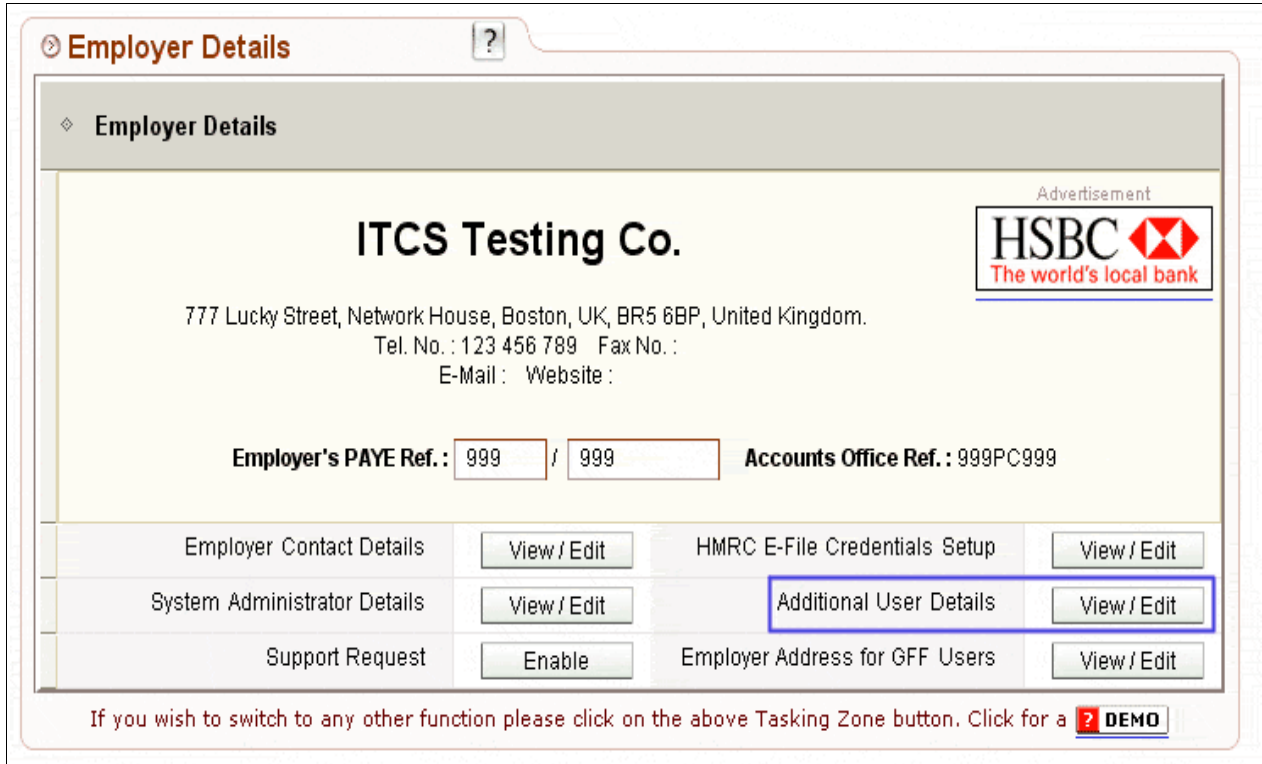 Employer Details ?
Employer Details
Advertisement
HSBC
The world's local bank
ITCS Testing Co.
777 Lucky Street, Network House, Boston, UK, BR5 6BP, United Kingdom.
Tel. No. : 123 456 789 Fax No. :
E-Mail : Website :
Employer's PAYE Ref. : 999 / 999 Accounts Office Ref. : 999PC999
Employer Contact Details View / Edit HMRC E-File Credentials Setup View / Edit
System Administrator Details View / Edit Additional User Details View / Edit
Support Request Enable Employer Address for GFF Users View / Edit
If you wish to switch to any other function please click on the above Tasking Zone button. Click for a ? DEMO